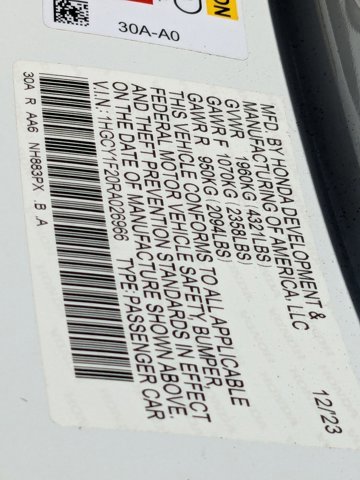 ON
30A-A0
MFD. BY HONDA DEVELOPMENT &
MANUFACTURING OF AMERICA, LLC 12/23
GVWR 1960KG (4321LBS)
GAWR F 1070KG (2358LBS)
GAWR R 950KG (2094LBS)
THIS VEHICLE CONFORMS TO ALL APPLICABLE
FEDERAL MOTOR VEHICLE SAFETY, BUMPER,
AND THEFT PREVENTION STANDARDS IN EFFECT
ON THE DATE OF MANUFACTURE SHOWN ABOVE.
V.I.N.: 1HGCY1F20RA026966 TYPE: PASSENGER CAR
30A R AA6 NH883PX .B .A